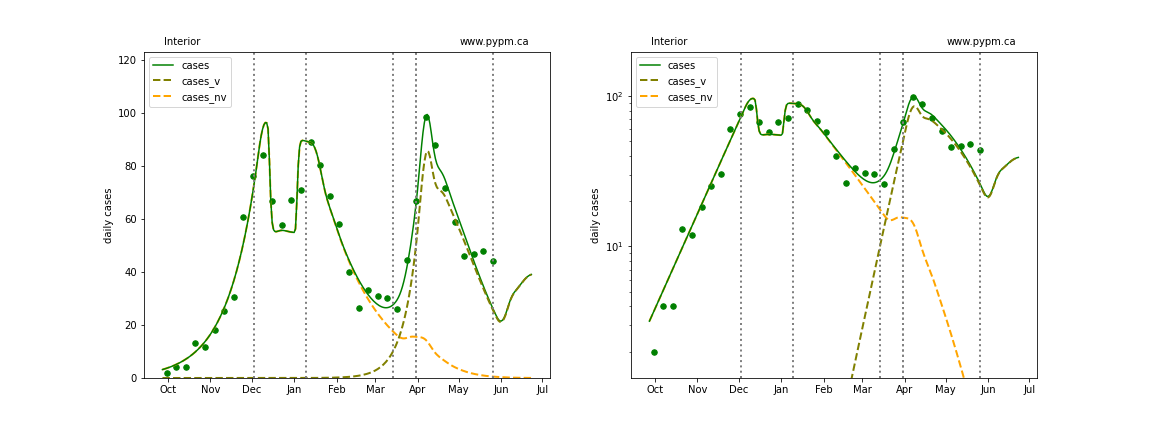 Interior www.pypm.ca
cases
cases_v
cases_nv
daily cases
120
100
80
60
40
20
0
Oct Nov Dec Jan Feb Mar Apr May Jun Jul
Interior www.pypm.ca
cases
cases_v
cases_nv
daily cases
10²
10¹
Oct Nov Dec Jan Feb Mar Apr May Jun Jul